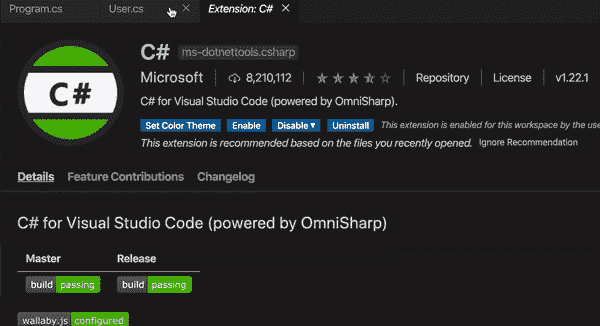 Program.cs User.cs Extension: C#
C# ms-dotnettools.csharp
C#
Microsoft 8,210,112 Repository License v1.22.1
C# for Visual Studio Code (powered by OmniSharp).
Set Color Theme Enable Disable Uninstall This extension is enabled for this workspace by the use
This extension is recommended based on the files you recently opened. Ignore Recommendation
Details Feature Contributions Changelog
C# for Visual Studio Code (powered by OmniSharp)
Master Release
build passing build passing
wallaby.js configured